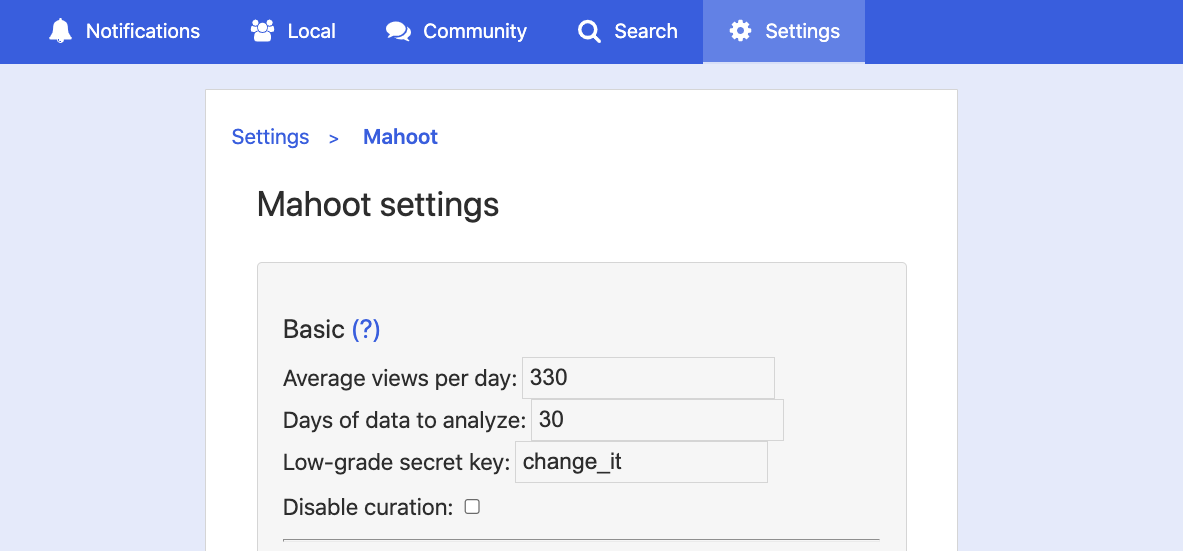 Notifications Local Community Search Settings
Settings > Mahoot
Mahoot settings
Basic (?)
Average views per day: 330
Days of data to analyze: 30
Low-grade secret key: change_it
Disable curation: